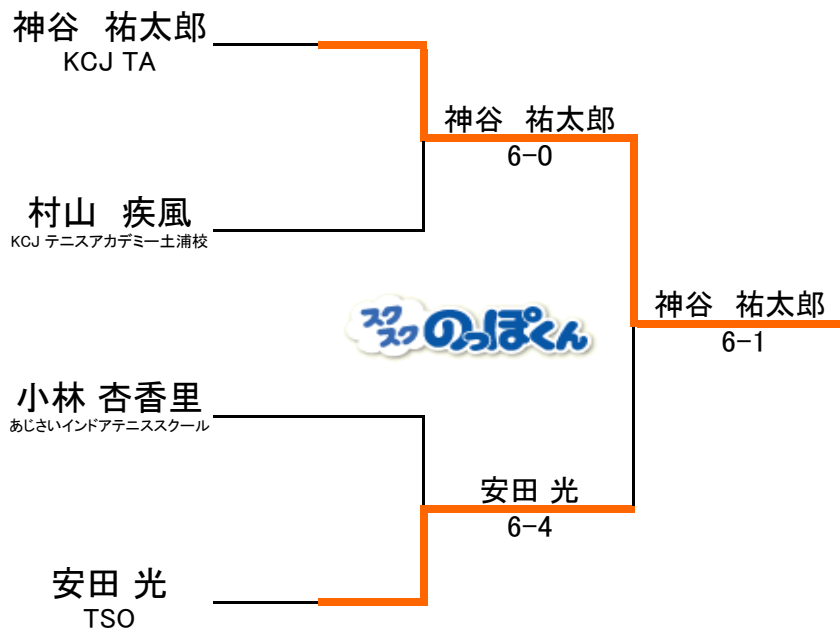 神谷　祐太郎
KCJ TA
神谷　祐太郎
6-0
村山　疾風
KCJ テニスアカデミー土浦校
スク
スク のっぽくん
神谷　祐太郎
6-1
小林 杏香里
あじさいインドアテニススクール
安田 光
6-4
安田 光
TSO